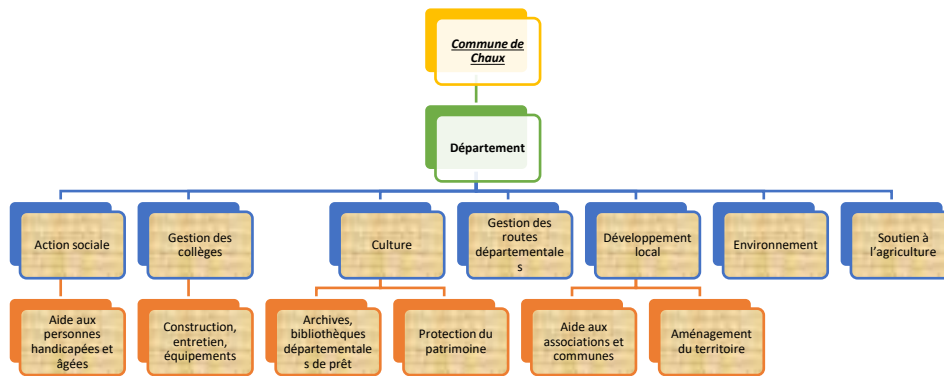 Commune de
Chaux
Département
Action sociale
Gestion des
collèges
Culture
Gestion des
routes
départementale
s
Développement
local
Environnement
Soutien à
l'agriculture
Aide aux
personnes
handicapées et
âgées
Construction,
entretien,
équipements
Archives,
bibliothèques
départementale
s de prêt
Protection du
patrimoine
Aide aux
associations et
communes
Aménagement
du territoire